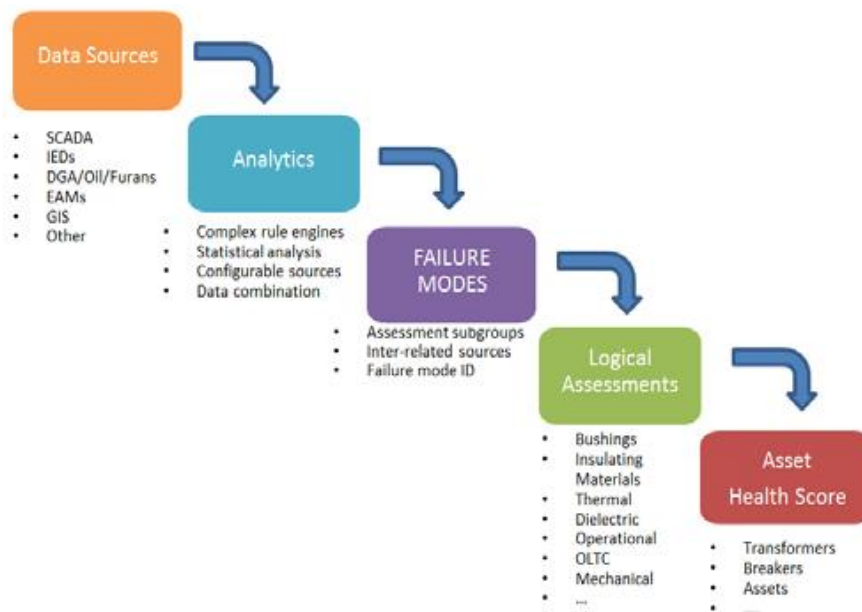 Data Sources
• SCADA
• IEDs
• DGA/Oil/Furans
• EAMs
• GIS
• Other
Analytics
• Complex rule engines
• Statistical analysis
• Configurable sources
• Data combination
FAILURE
MODES
• Assessment subgroups
• Inter-related sources
• Failure mode ID
Logical
Assessments
• Bushings
• Insulating
Materials
• Thermal
• Dielectric
• Operational
• OLTC
• Mechanical
• ...
Asset
Health Score
• Transformers
• Breakers
• Assets
• ...